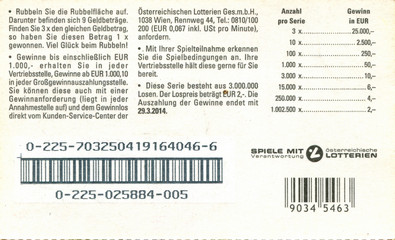 • Rubbeln Sie die Rubbelfläche auf.
Darunter befinden sich 9 Geldbeträge.
Finden Sie 3 x den gleichen Geldbetrag,
so haben Sie diesen Betrag 1 x
gewonnen. Viel Glück beim Rubbeln!
• Gewinne bis einschließlich EUR
1.000,- erhalten Sie in jeder
Vertriebsstelle, Gewinne ab EUR 1.000,10
in jeder Großgewinnauszahlungsstelle.
Sie können diese auch mit einer
Gewinnanforderung (liegt in jeder
Annahmestelle auf) und dem Gewinnlos
direkt vom Kunden-Service-Center der
Österreichischen Lotterien Ges.m.b.H.,
1038 Wien, Rennweg 44, Tel.: 0810/100
200 (EUR 0,067 inkl. USt pro Minute),
anfordern.
• Mit Ihrer Spielteilnahme erkennen
Sie die Spielbedingungen an. Ihre
Vertriebsstelle hält diese gerne für Sie
bereit.
• Diese Serie besteht aus 3.000.000
Losen. Der Lospreis beträgt EUR 2,-. Die
Auszahlung der Gewinne endet mit
29.3.2014.
Anzahl Gewinn
pro Serie in EUR
3 x 25.000,-
10 x 2.500,-
100 x 250,-
1.000 x 50,-
3.000 x 10,-
15.000 x 6,-
250.000 x 4,-
1.002.500 x 2,-
0-225-703250419164046-6
0-225-025884-005
SPIELE MIT österreichische
Verantwortung LOTTERIEN
9034 5463